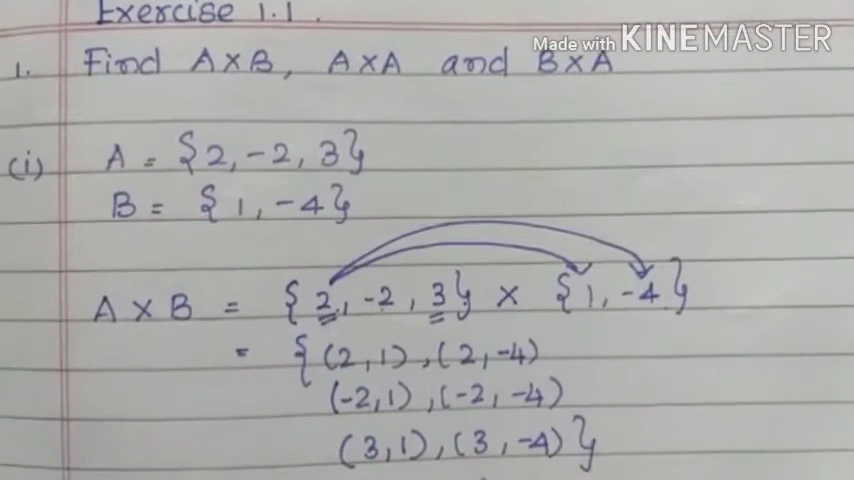 Exercise 1.1.
Made with KINEMASTER
1. Find A×B, A×A and B×A
(i) A = {2, -2, 3}
B = {1, -4}
A × B = {2, -2, 3} × {1, -4}
= {(2,1), (2, -4)
(-2,1), (-2, -4)
(3,1), (3, -4)}